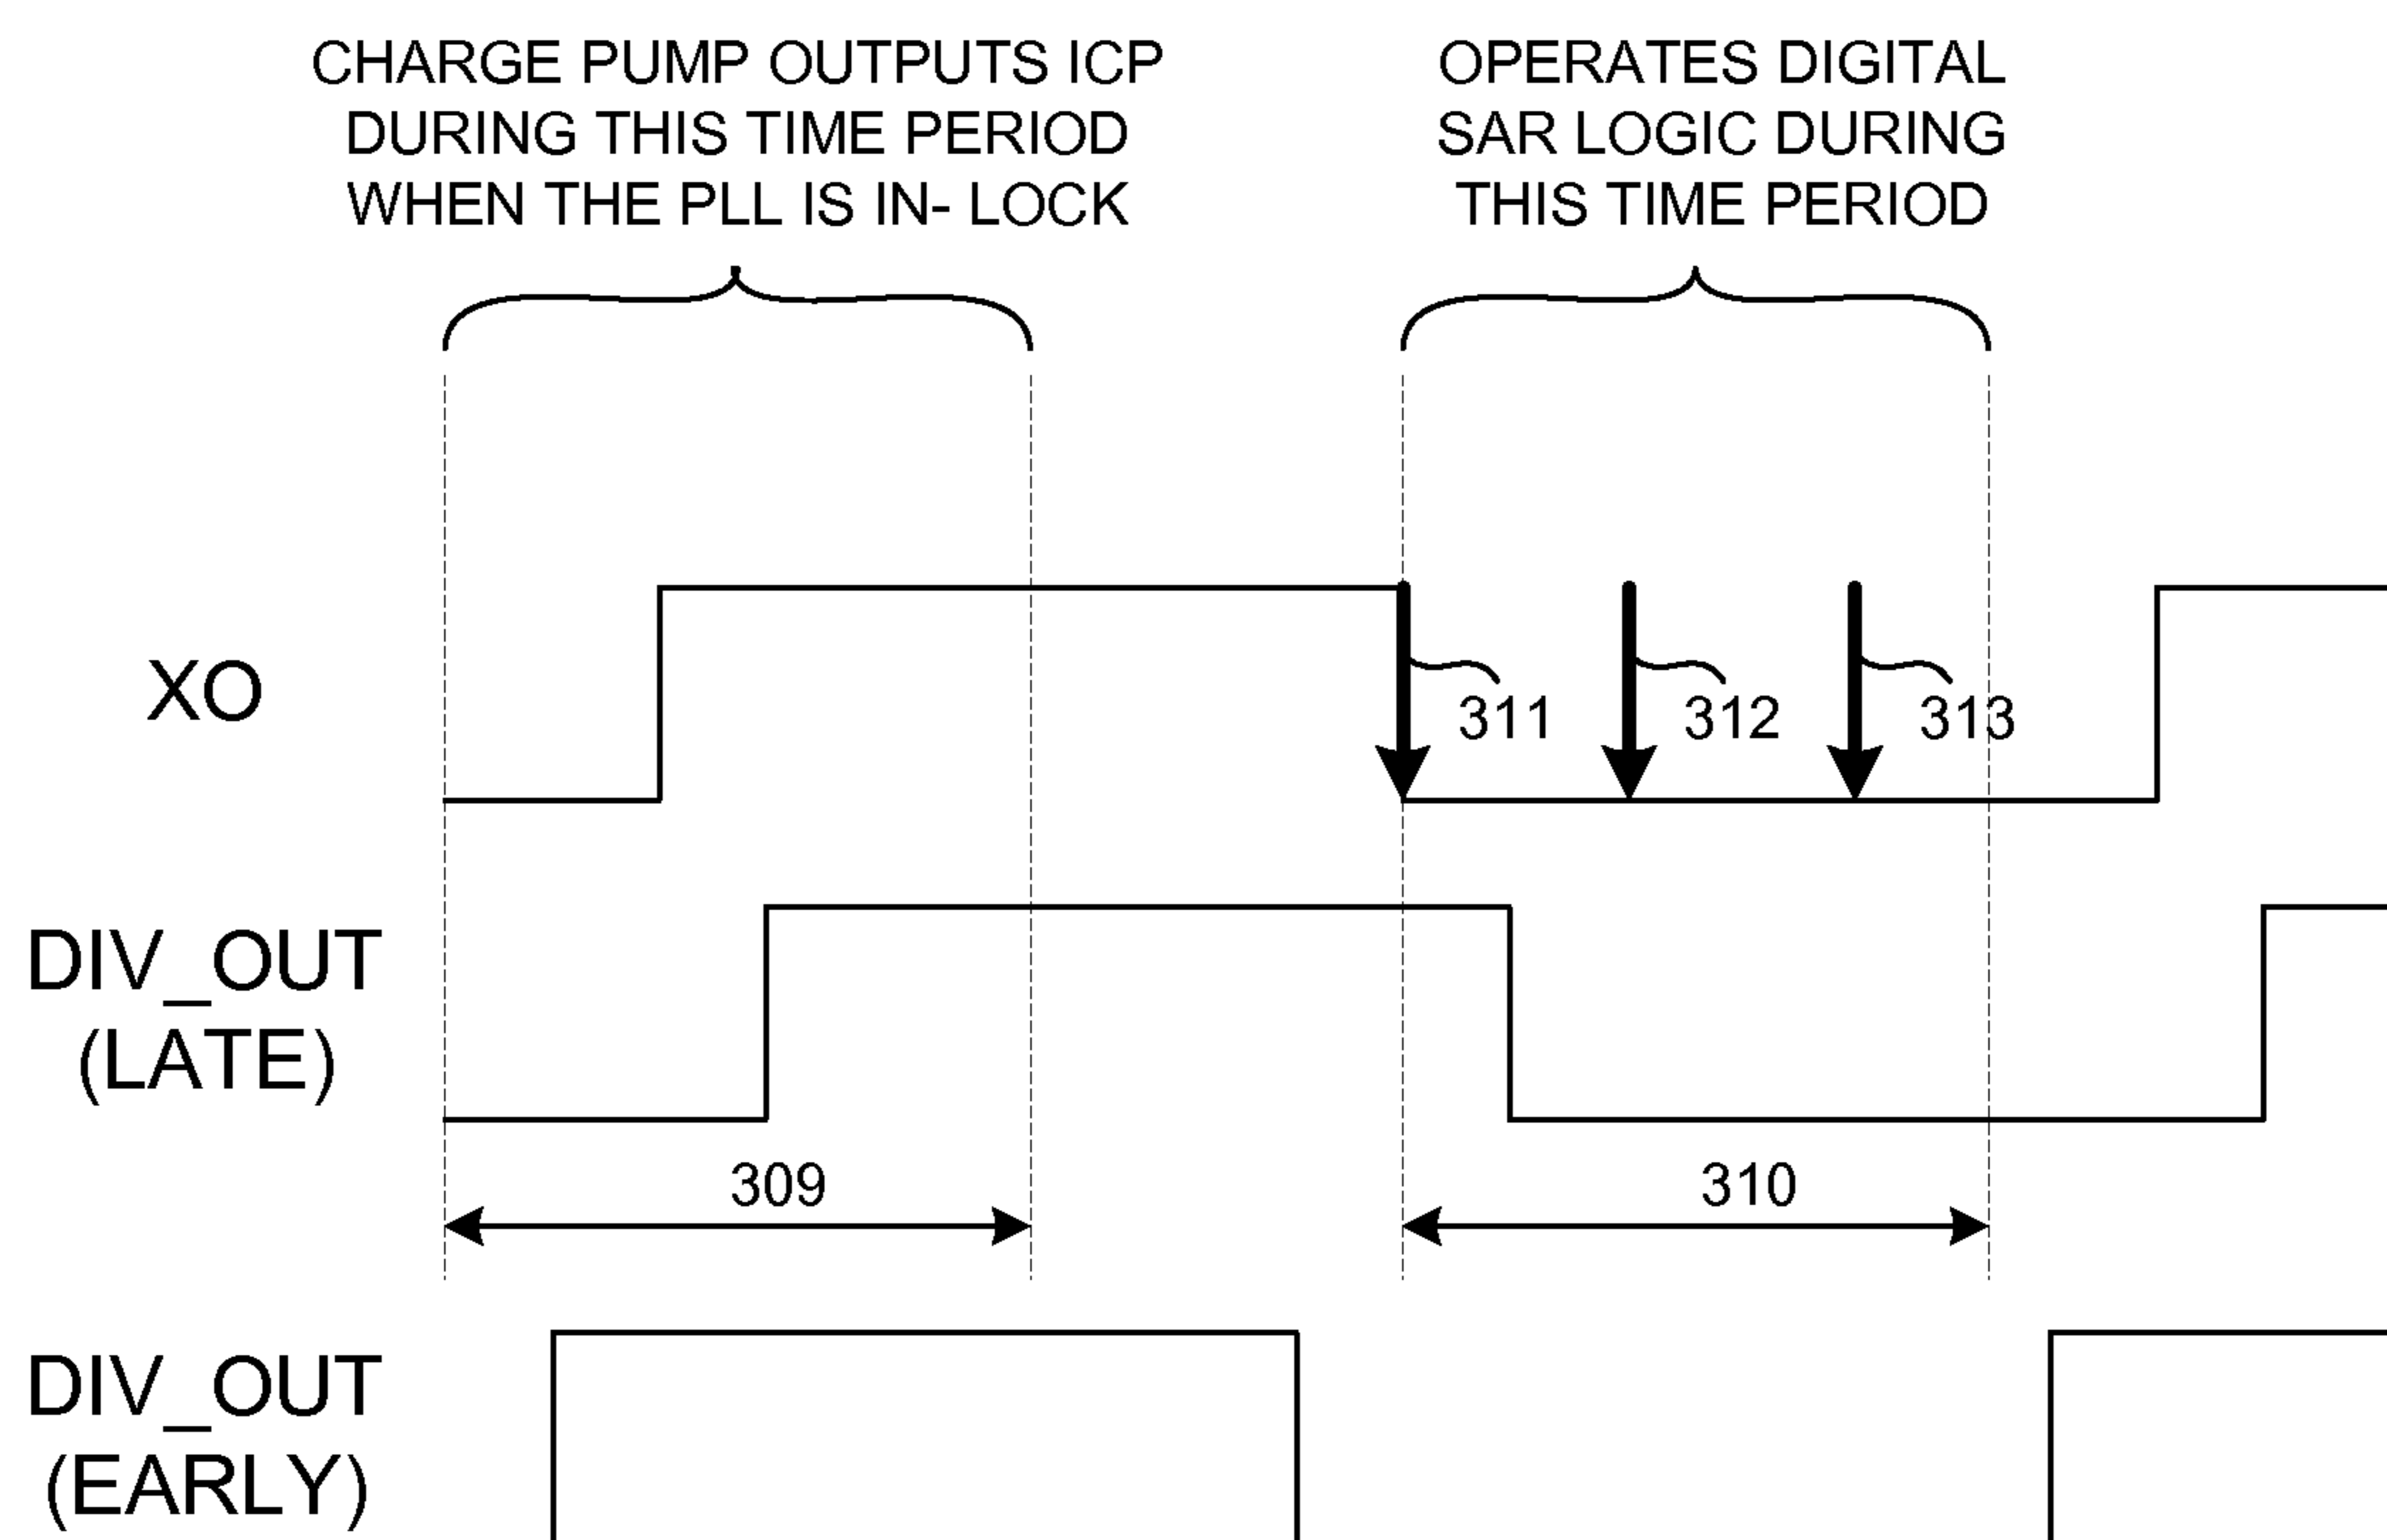 CHARGE PUMP OUTPUTS ICP
DURING THIS TIME PERIOD
WHEN THE PLL IS IN- LOCK
OPERATES DIGITAL
SAR LOGIC DURING
THIS TIME PERIOD
XO
311
312
313
DIV_OUT
(LATE)
309
310
DIV_OUT
(EARLY)